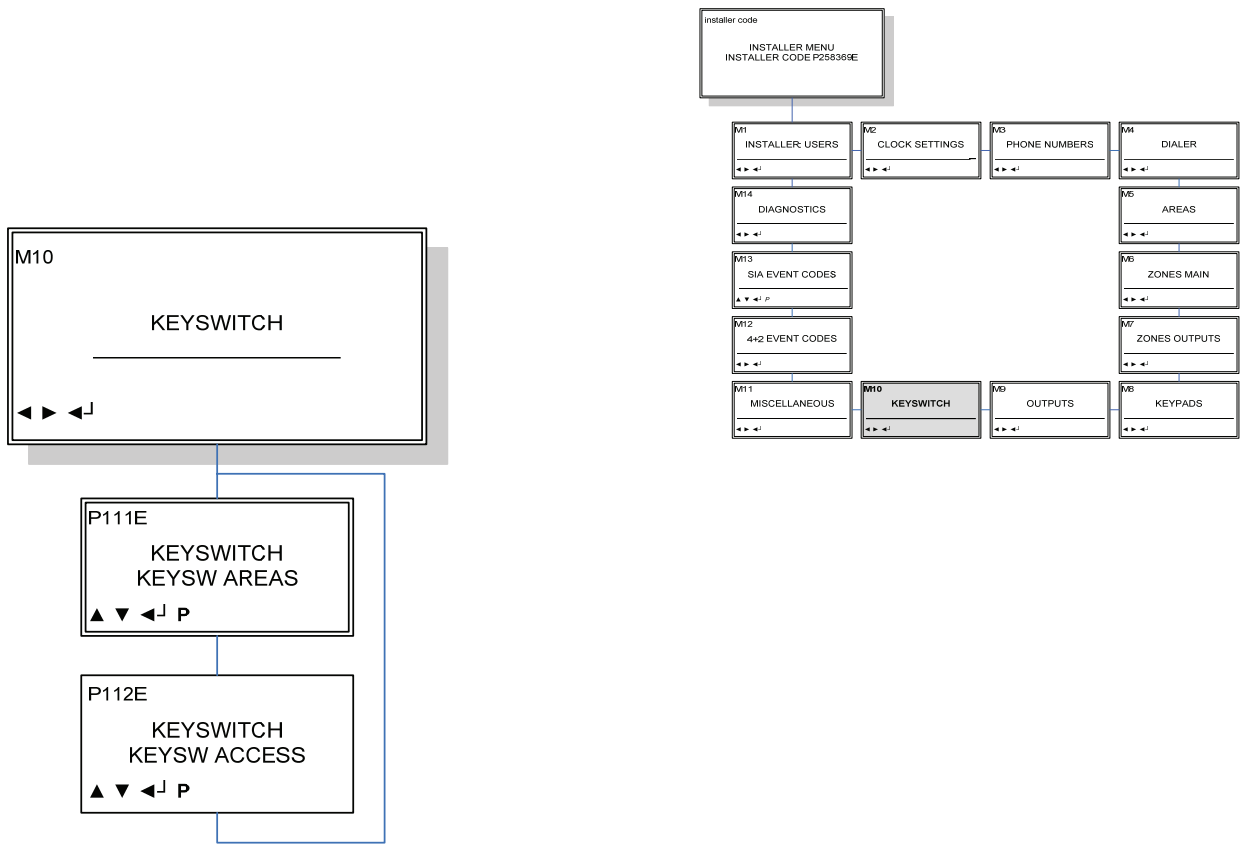 installer code
INSTALLER MENU
INSTALLER CODE P258369E
M1
INSTALLER: USERS
◄ ► ◄┘
M2
CLOCK SETTINGS
◄ ► ◄┘
M3
PHONE NUMBERS
◄ ► ◄┘
M4
DIALER
◄ ► ◄┘
M14
DIAGNOSTICS
◄ ► ◄┘
M5
AREAS
◄ ► ◄┘
M13
SIA EVENT CODES
▲ ▼ ◄┘ P
M6
ZONES MAIN
◄ ► ◄┘
M12
4+2 EVENT CODES
◄ ► ◄┘
M7
ZONES OUTPUTS
◄ ► ◄┘
M11
MISCELLANEOUS
◄ ► ◄┘
M10
KEYSWITCH
◄ ► ◄┘
M9
OUTPUTS
◄ ► ◄┘
M8
KEYPADS
◄ ► ◄┘
M10
KEYSWITCH
◄ ► ◄┘
P111E
KEYSWITCH
KEYSW AREAS
▲ ▼ ◄┘ P
P112E
KEYSWITCH
KEYSW ACCESS
▲ ▼ ◄┘ P